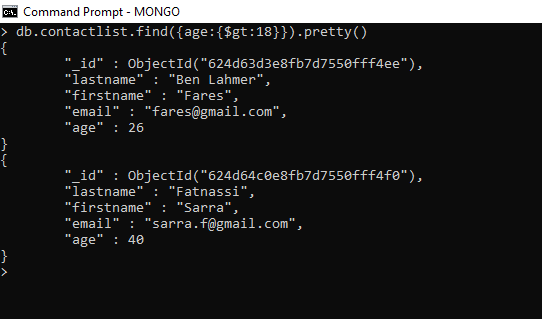 Command Prompt - MONGO
> db.contactlist.find({age:{$gt:18}}).pretty()
{
        "_id" : ObjectId("624d63d3e8fb7d7550fff4ee"),
        "lastname" : "Ben Lahmer",
        "firstname" : "Fares",
        "email" : "fares@gmail.com",
        "age" : 26
}
{
        "_id" : ObjectId("624d64c0e8fb7d7550fff4f0"),
        "lastname" : "Fatnassi",
        "firstname" : "Sarra",
        "email" : "sarra.f@gmail.com",
        "age" : 40
}
>